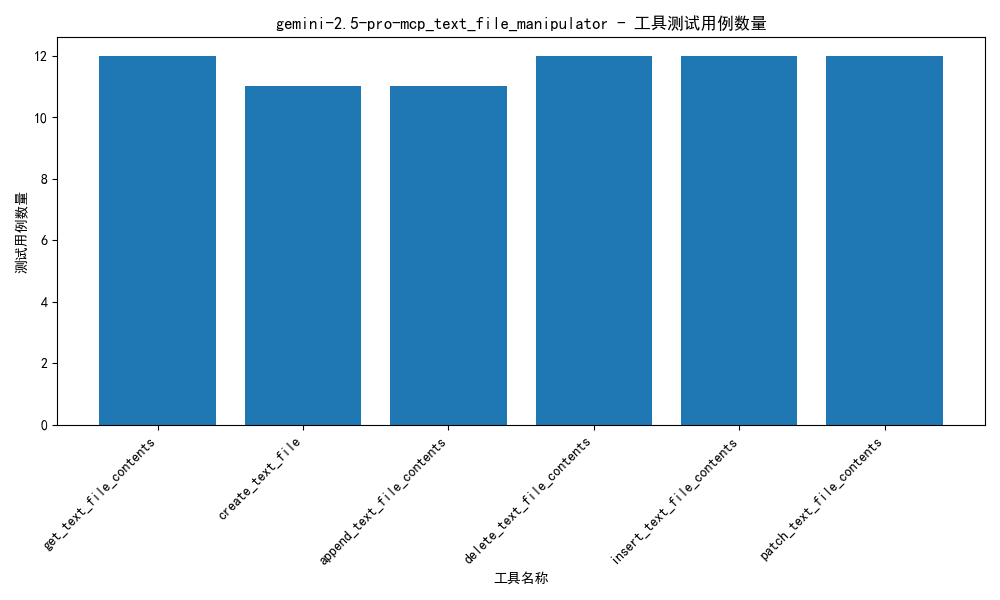 gemini-2.5-pro-mcp_text_file_manipulator - 工具测试用例数量
测试用例数量
12
10
8
6
4
2
0
get_text_file_contents
create_text_file
append_text_file_contents
delete_text_file_contents
insert_text_file_contents
patch_text_file_contents
工具名称